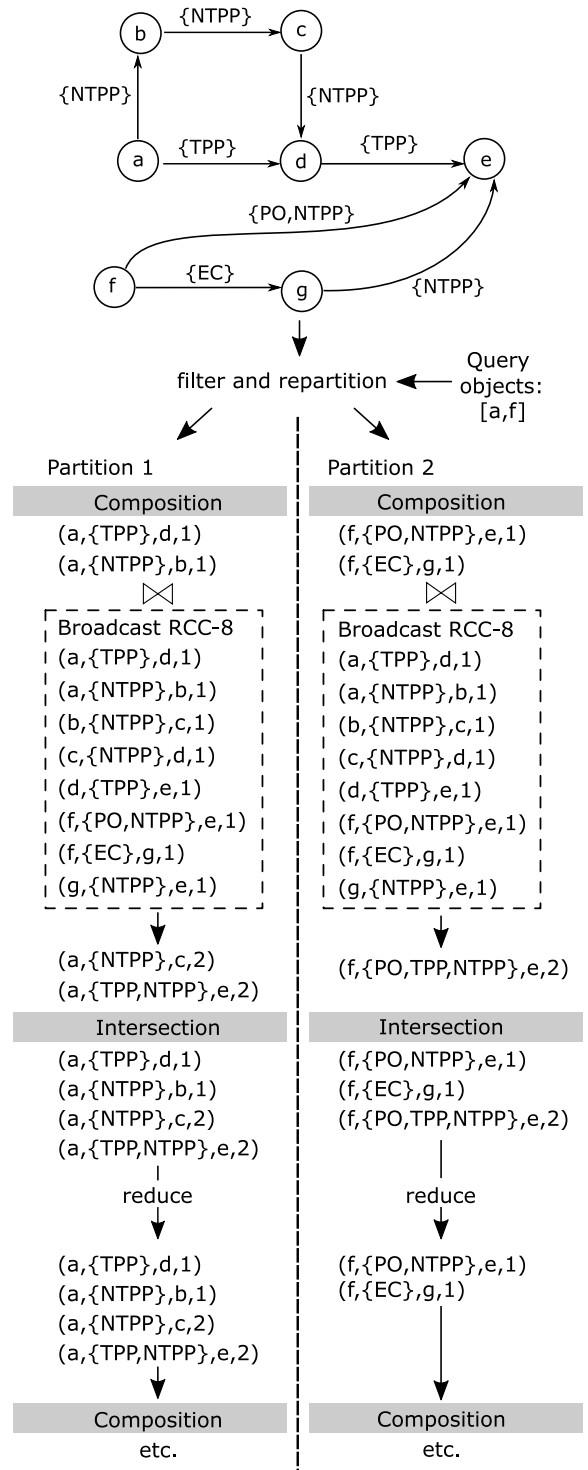 {NTPP}
b
c
{NTPP}
{NTPP}
a
{TPP}
d
{TPP}
e
{PO,NTPP}
f
{EC}
g
{NTPP}
filter and repartition
Query
objects:
[a,f]
Partition 1
Composition
(a,{TPP},d,1)
(a,{NTPP},b,1)
Broadcast RCC-8
(a,{TPP},d,1)
(a,{NTPP},b,1)
(b,{NTPP},c,1)
(c,{NTPP},d,1)
(d,{TPP},e,1)
(f,{PO,NTPP},e,1)
(f,{EC},g,1)
(g,{NTPP},e,1)
(a,{NTPP},c,2)
(a,{TPP,NTPP},e,2)
Intersection
(a,{TPP},d,1)
(a,{NTPP},b,1)
(a,{NTPP},c,2)
(a,{TPP,NTPP},e,2)
reduce
(a,{TPP},d,1)
(a,{NTPP},b,1)
(a,{NTPP},c,2)
(a,{TPP,NTPP},e,2)
Composition
etc.
Partition 2
Composition
(f,{PO,NTPP},e,1)
(f,{EC},g,1)
Broadcast RCC-8
(a,{TPP},d,1)
(a,{NTPP},b,1)
(b,{NTPP},c,1)
(c,{NTPP},d,1)
(d,{TPP},e,1)
(f,{PO,NTPP},e,1)
(f,{EC},g,1)
(g,{NTPP},e,1)
(f,{PO,TPP,NTPP},e,2)
Intersection
(f,{PO,NTPP},e,1)
(f,{EC},g,1)
(f,{PO,TPP,NTPP},e,2)
reduce
(f,{PO,NTPP},e,1)
(f,{EC},g,1)
Composition
etc.